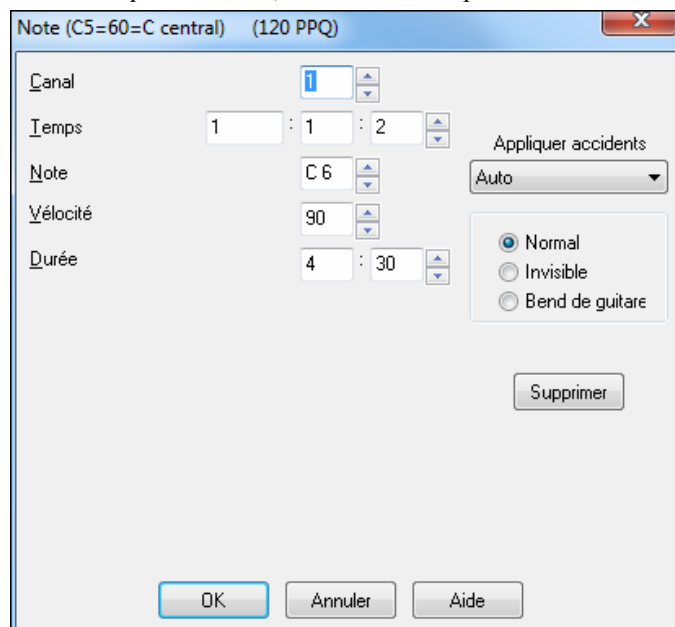 Note (C5=60=C central) (120 PPQ)
Canal 1
Temps 1 : 1 : 2
Appliquer accidents
Note C 6
Auto
Vélocité 90
Normal
Durée 4 : 30
Invisible
Bend de guitare
Supprimer
OK Annuler Aide